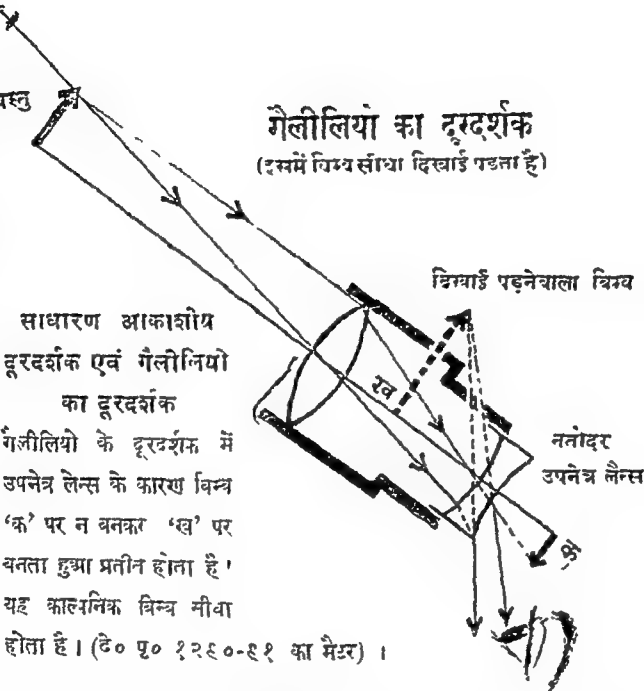 वस्तु
गैलीलियो का दूरदर्शक
(इसमें विम्ब सीधा दिखाई पड़ता है)
दिखाई पड़नेवाला विम्ब
साधारण आकाशीय
दूरदर्शक एवं गैलीलियो
का दूरदर्शक
गैलीलियो के दूरदर्शक में
उपनेत्र लेन्स के कारण विम्ब
‘क’ पर न बनकर ‘ख’ पर
बनता हुआ प्रतीत होता है।
यह काल्पनिक विम्ब सीधा
होता है। (दे० पृ० १२६०-६१ का मैटर) ।
ख
नतोदर
उपनेत्र लैन्स
क